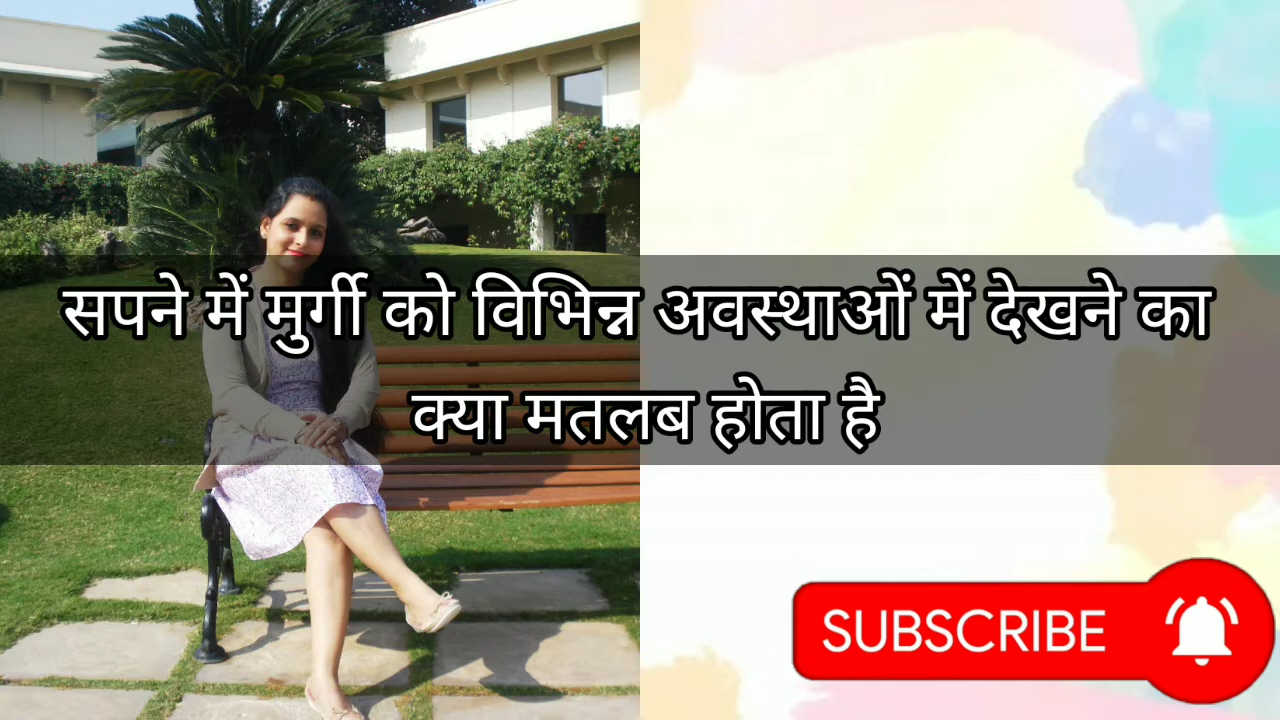 सपने में मुर्गी को विभिन्न अवस्थाओं में देखने का
क्या मतलब होता है
SUBSCRIBE